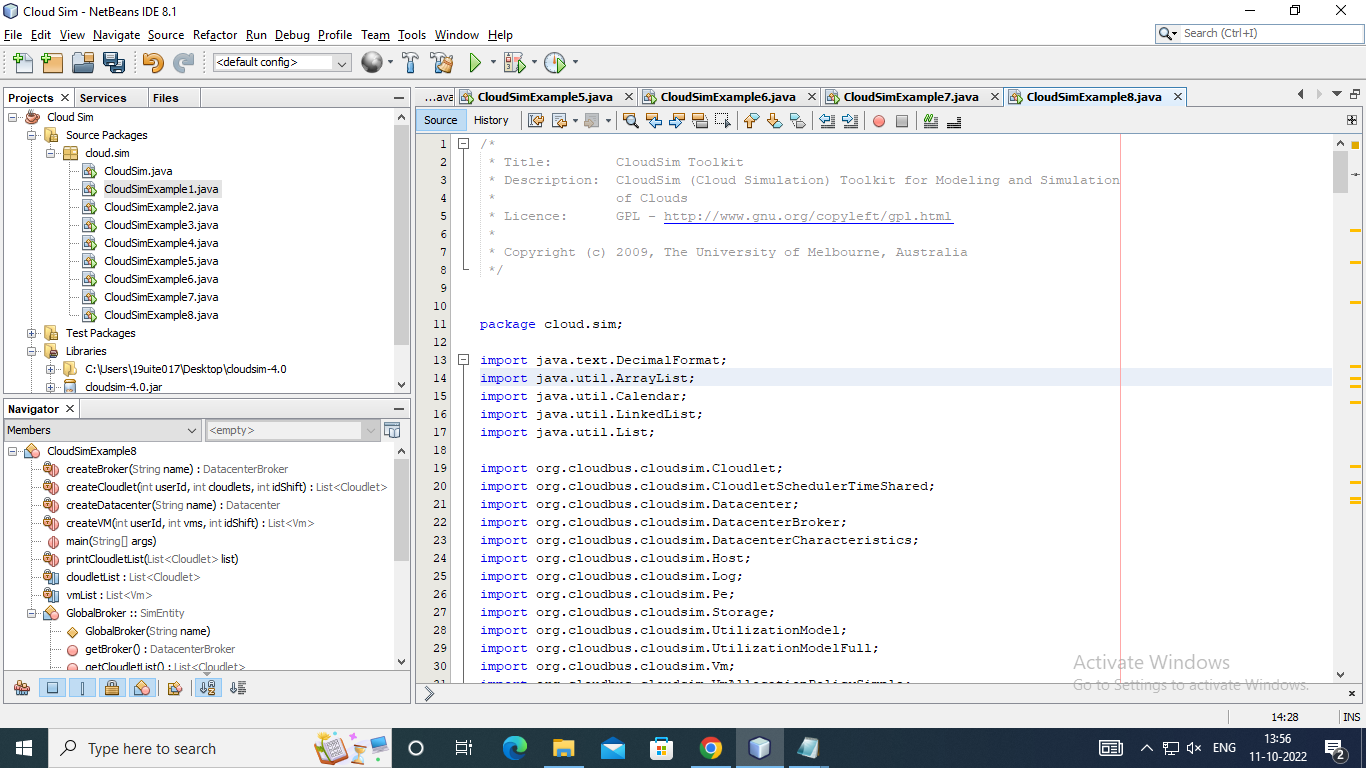 Cloud Sim - NetBeans IDE 8.1
File Edit View Navigate Source Refactor Run Debug Profile Team Tools Window Help
Search (Ctrl+I)
<default config>
Projects Services Files
Cloud Sim
Source Packages
cloud.sim
CloudSim.java
CloudSimExample1.java
CloudSimExample2.java
CloudSimExample3.java
CloudSimExample4.java
CloudSimExample5.java
CloudSimExample6.java
CloudSimExample7.java
CloudSimExample8.java
Test Packages
Libraries
C:\Users\19uite017\Desktop\cloudsim-4.0
cloudsim-4.0.jar
Navigator
Members <empty>
CloudSimExample8
createBroker(String name) : DatacenterBroker
createCloudlet(int userId, int cloudlets, int idShift) : List<Cloudlet>
createDatacenter(String name) : Datacenter
createVM(int userId, int vms, int idShift) : List<Vm>
main(String[] args)
printCloudletList(List<Cloudlet> list)
cloudletList : List<Cloudlet>
vmList : List<Vm>
GlobalBroker :: SimEntity
GlobalBroker(String name)
getBroker() : DatacenterBroker
getCloudletList() : List<Cloudlet>
...ava CloudSimExample5.java CloudSimExample6.java CloudSimExample7.java CloudSimExample8.java
Source History
1 /*
2 * Title: CloudSim Toolkit
3 * Description: CloudSim (Cloud Simulation) Toolkit for Modeling and Simulation
4 * of Clouds
5 * Licence: GPL - http://www.gnu.org/copyleft/gpl.html
6 *
7 * Copyright (c) 2009, The University of Melbourne, Australia
8 */
9
10
11 package cloud.sim;
12
13 import java.text.DecimalFormat;
14 import java.util.ArrayList;
15 import java.util.Calendar;
16 import java.util.LinkedList;
17 import java.util.List;
18
19 import org.cloudbus.cloudsim.Cloudlet;
20 import org.cloudbus.cloudsim.CloudletSchedulerTimeShared;
21 import org.cloudbus.cloudsim.Datacenter;
22 import org.cloudbus.cloudsim.DatacenterBroker;
23 import org.cloudbus.cloudsim.DatacenterCharacteristics;
24 import org.cloudbus.cloudsim.Host;
25 import org.cloudbus.cloudsim.Log;
26 import org.cloudbus.cloudsim.Pe;
27 import org.cloudbus.cloudsim.Storage;
28 import org.cloudbus.cloudsim.UtilizationModel;
29 import org.cloudbus.cloudsim.UtilizationModelFull;
30 import org.cloudbus.cloudsim.Vm;
31 import org.cloudbus.cloudsim.VmAllocationPolicySimple;
Activate Windows
Go to Settings to activate Windows.
14:28 INS
Type here to search
ENG
13:56
11-10-2022
2